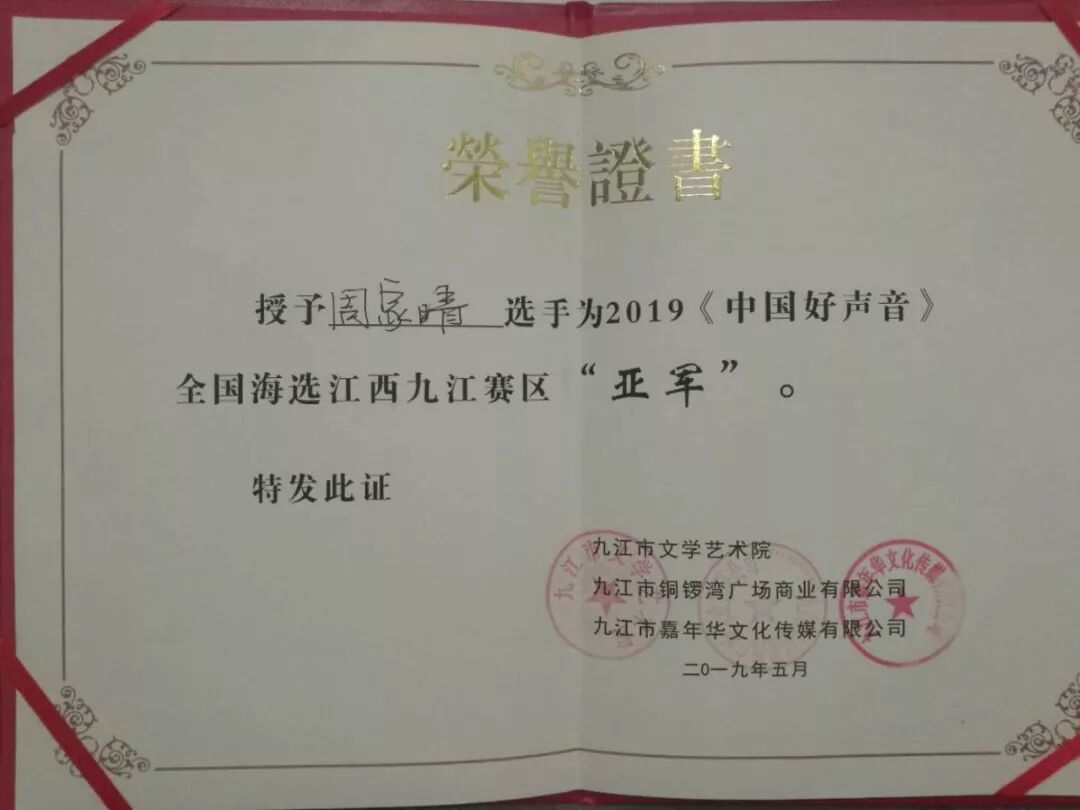 榮譽證書
授予周家晴选手为2019《中国好声音》
全国海选江西九江赛区“亚军”。
特发此证
九江市文学艺术院
九江市铜锣湾广场商业有限公司
九江市嘉年华文化传媒有限公司
二0一九年五月